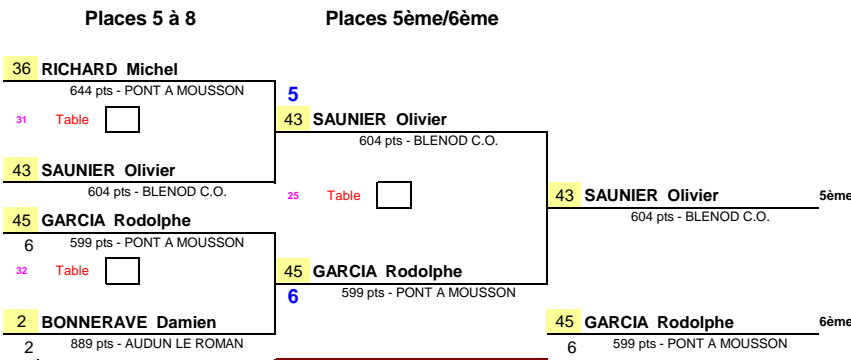 Places 5 à 8 Places 5ème/6ème
36 RICHARD Michel
644 pts - PONT A MOUSSON 5
31 Table 43 SAUNIER Olivier
604 pts - BLENOD C.O.
43 SAUNIER Olivier
604 pts - BLENOD C.O. 25 Table 43 SAUNIER Olivier 5ème
45 GARCIA Rodolphe 604 pts - BLENOD C.O.
6 599 pts - PONT A MOUSSON
32 Table 45 GARCIA Rodolphe
6 599 pts - PONT A MOUSSON
2 BONNERAVE Damien 45 GARCIA Rodolphe 6ème
2 889 pts - AUDUN LE ROMAN 6 599 pts - PONT A MOUSSON